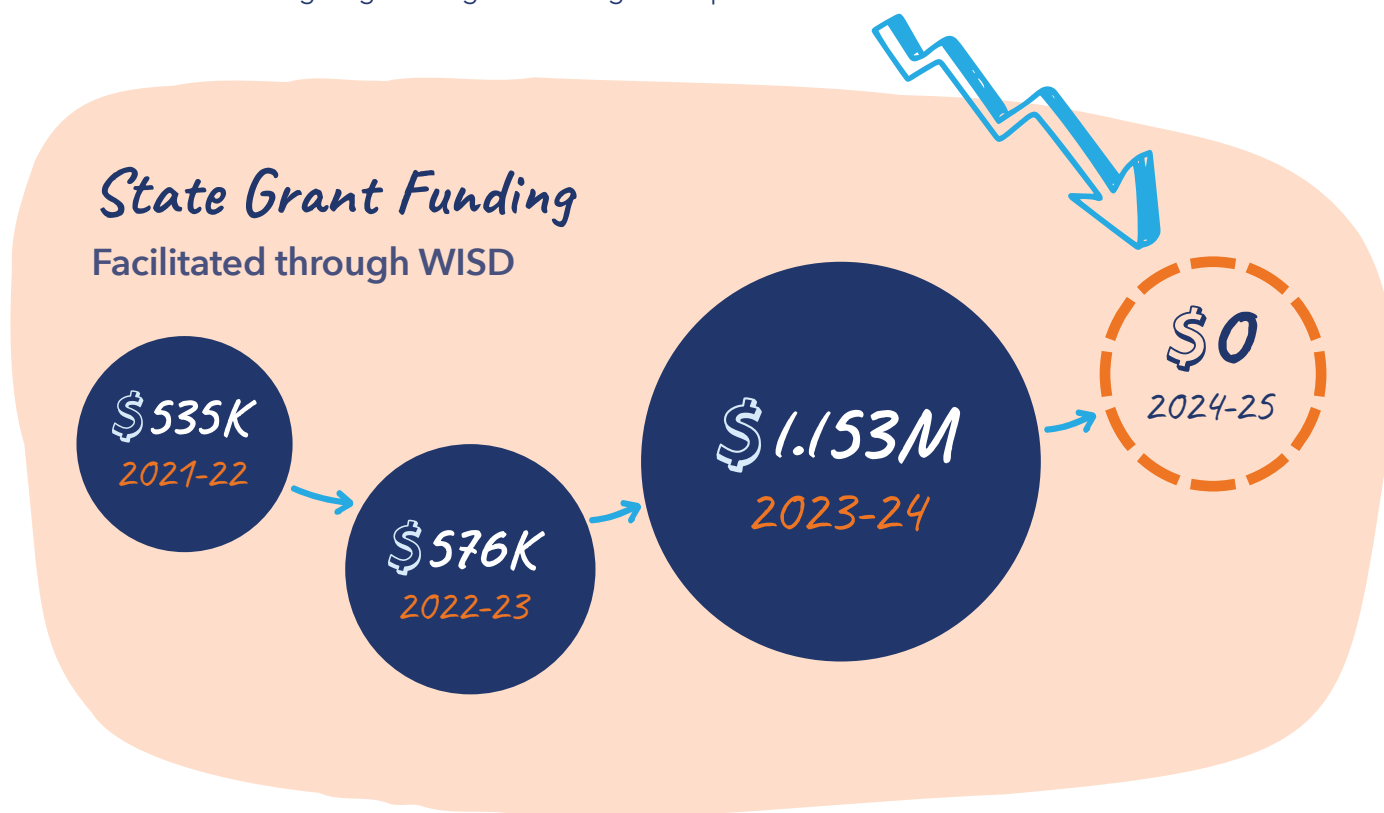 State Grant Funding
Facilitated through WISD
$535K
2021-22
$576K
2022-23
$1.153M
2023-24
$0
2024-25